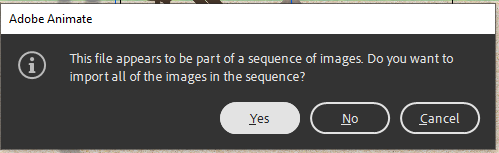 Adobe Animate
This file appears to be part of a sequence of images. Do you want to
import all of the images in the sequence?
Yes
No
Cancel